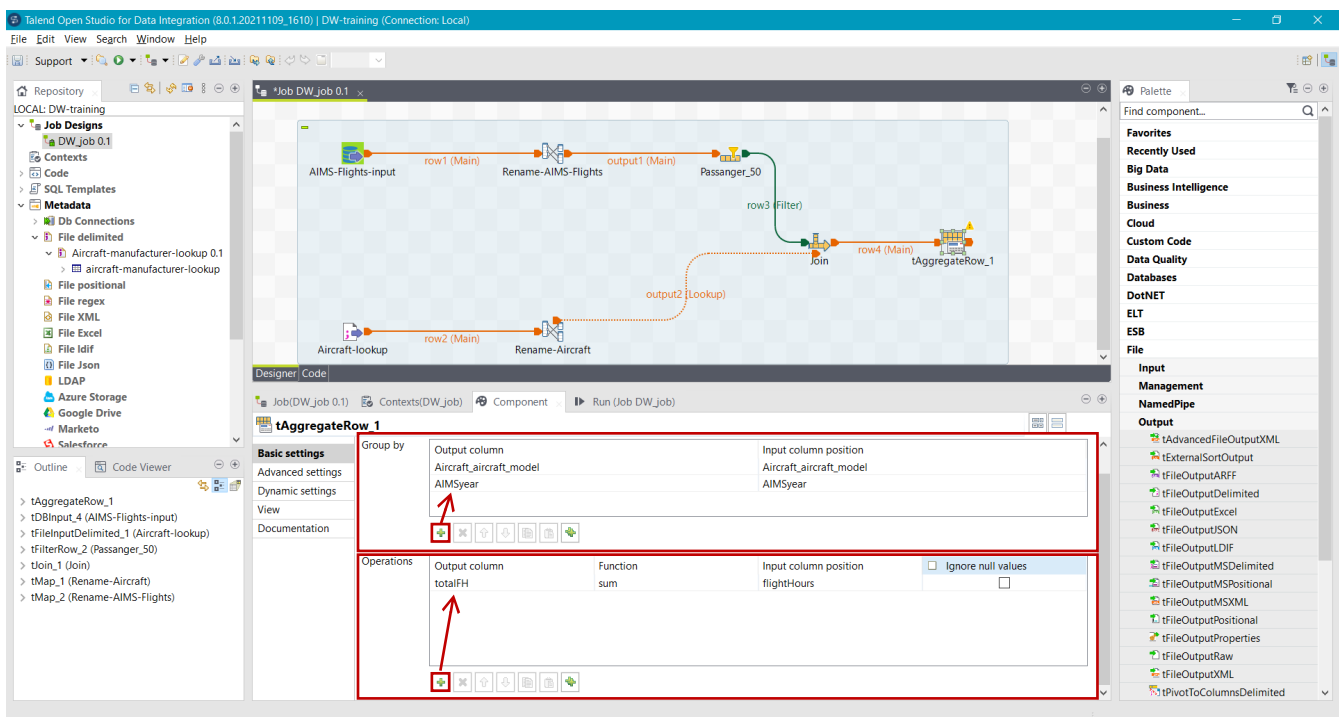 Talend Open Studio for Data Integration (8.0.1.20211109_1610) | DW-training (Connection: Local)
File Edit View Search Window Help
Support
Repository
LOCAL: DW-training
Job Designs
DW_job 0.1
Contexts
Code
SQL Templates
Metadata
Db Connections
File delimited
Aircraft-manufacturer-lookup 0.1
aircraft-manufacturer-lookup
File positional
File regex
File XML
File Excel
File ldif
File Json
LDAP
Azure Storage
Google Drive
Marketo
Salesforce
Outline
Code Viewer
tAggregateRow_1
tDBInput_4 (AIMS-Flights-input)
tFileInputDelimited_1 (Aircraft-lookup)
tFilterRow_2 (Passanger_50)
tJoin_1 (Join)
tMap_1 (Rename-Aircraft)
tMap_2 (Rename-AIMS-Flights)
*Job DW_job 0.1
AIMS-Flights-input
row1 (Main)
Rename-AIMS-Flights
output1 (Main)
Passanger_50
row3 (Filter)
Join
row4 (Main)
tAggregateRow_1
output2 (Lookup)
Aircraft-lookup
row2 (Main)
Rename-Aircraft
Designer Code
Job(DW_job 0.1)
Contexts(DW_job)
Component
Run (Job DW_job)
tAggregateRow_1
Basic settings
Advanced settings
Dynamic settings
View
Documentation
Group by
Output column Input column position
Aircraft_aircraft_model Aircraft_aircraft_model
AIMSyear AIMSyear
Operations
Output column Function Input column position Ignore null values
totalFH sum flightHours
Palette
Find component...
Favorites
Recently Used
Big Data
Business Intelligence
Business
Cloud
Custom Code
Data Quality
Databases
DotNET
ELT
ESB
File
Input
Management
NamedPipe
Output
tAdvancedFileOutputXML
tExternalSortOutput
tFileOutputARFF
tFileOutputDelimited
tFileOutputExcel
tFileOutputJSON
tFileOutputLDIF
tFileOutputMSDelimited
tFileOutputMSPositional
tFileOutputMSXML
tFileOutputPositional
tFileOutputProperties
tFileOutputRaw
tFileOutputXML
tPivotToColumnsDelimited